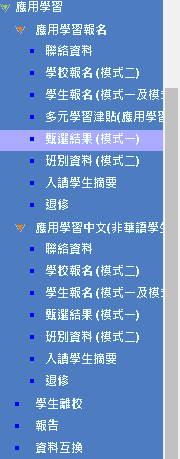 應用學習
應用學習報名
聯絡資料
學校報名 (模式二)
學生報名 (模式一及模
多元學習津貼(應用學
甄選結果 (模式一)
班別資料 (模式二)
入讀學生摘要
退修
應用學習中文(非華語學
聯絡資料
學校報名 (模式二)
學生報名 (模式一及模
甄選結果 (模式一)
班別資料 (模式二)
入讀學生摘要
退修
學生離校
報告
資料互換